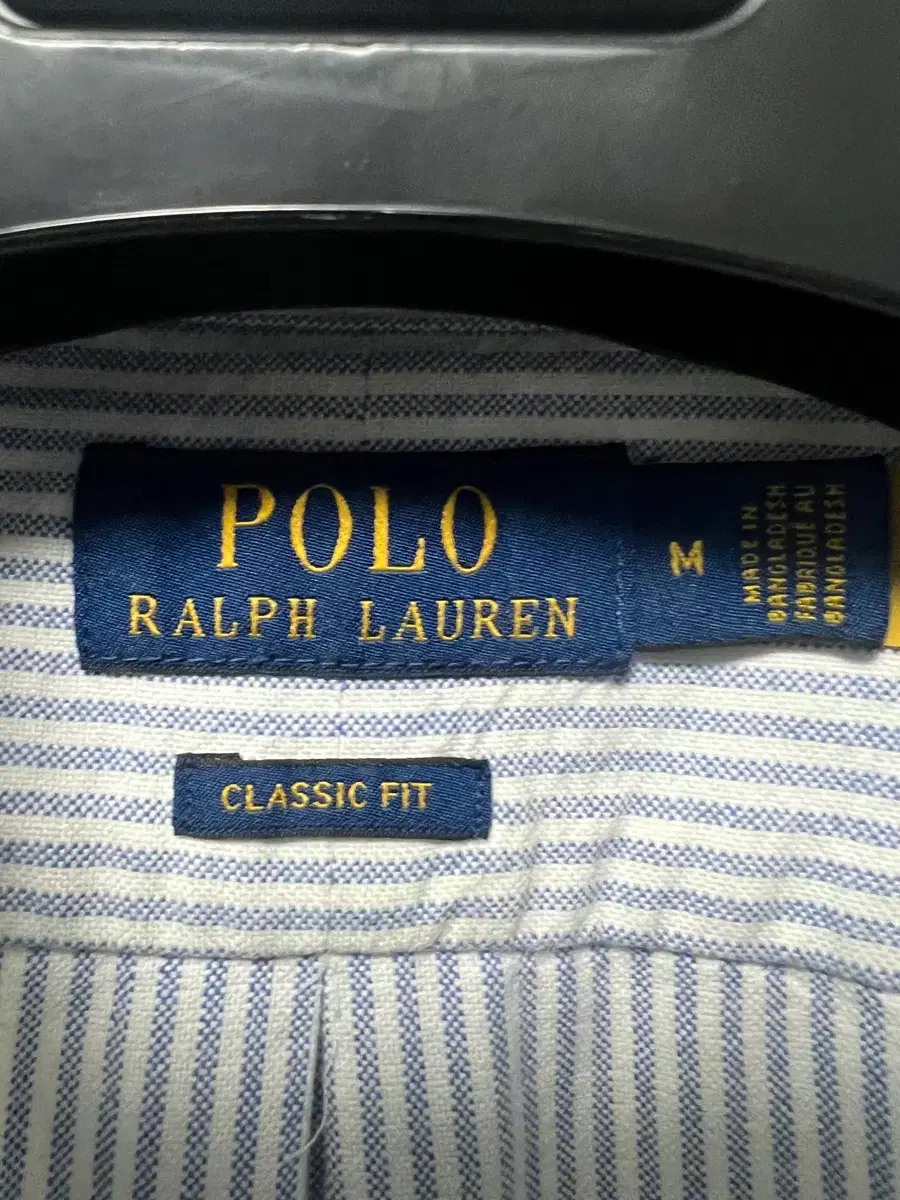 POLO
RALPH LAUREN
M
MADE IN
BANGLADESH
FABRIQUÉ AU
BANGLADESH
CLASSIC FIT